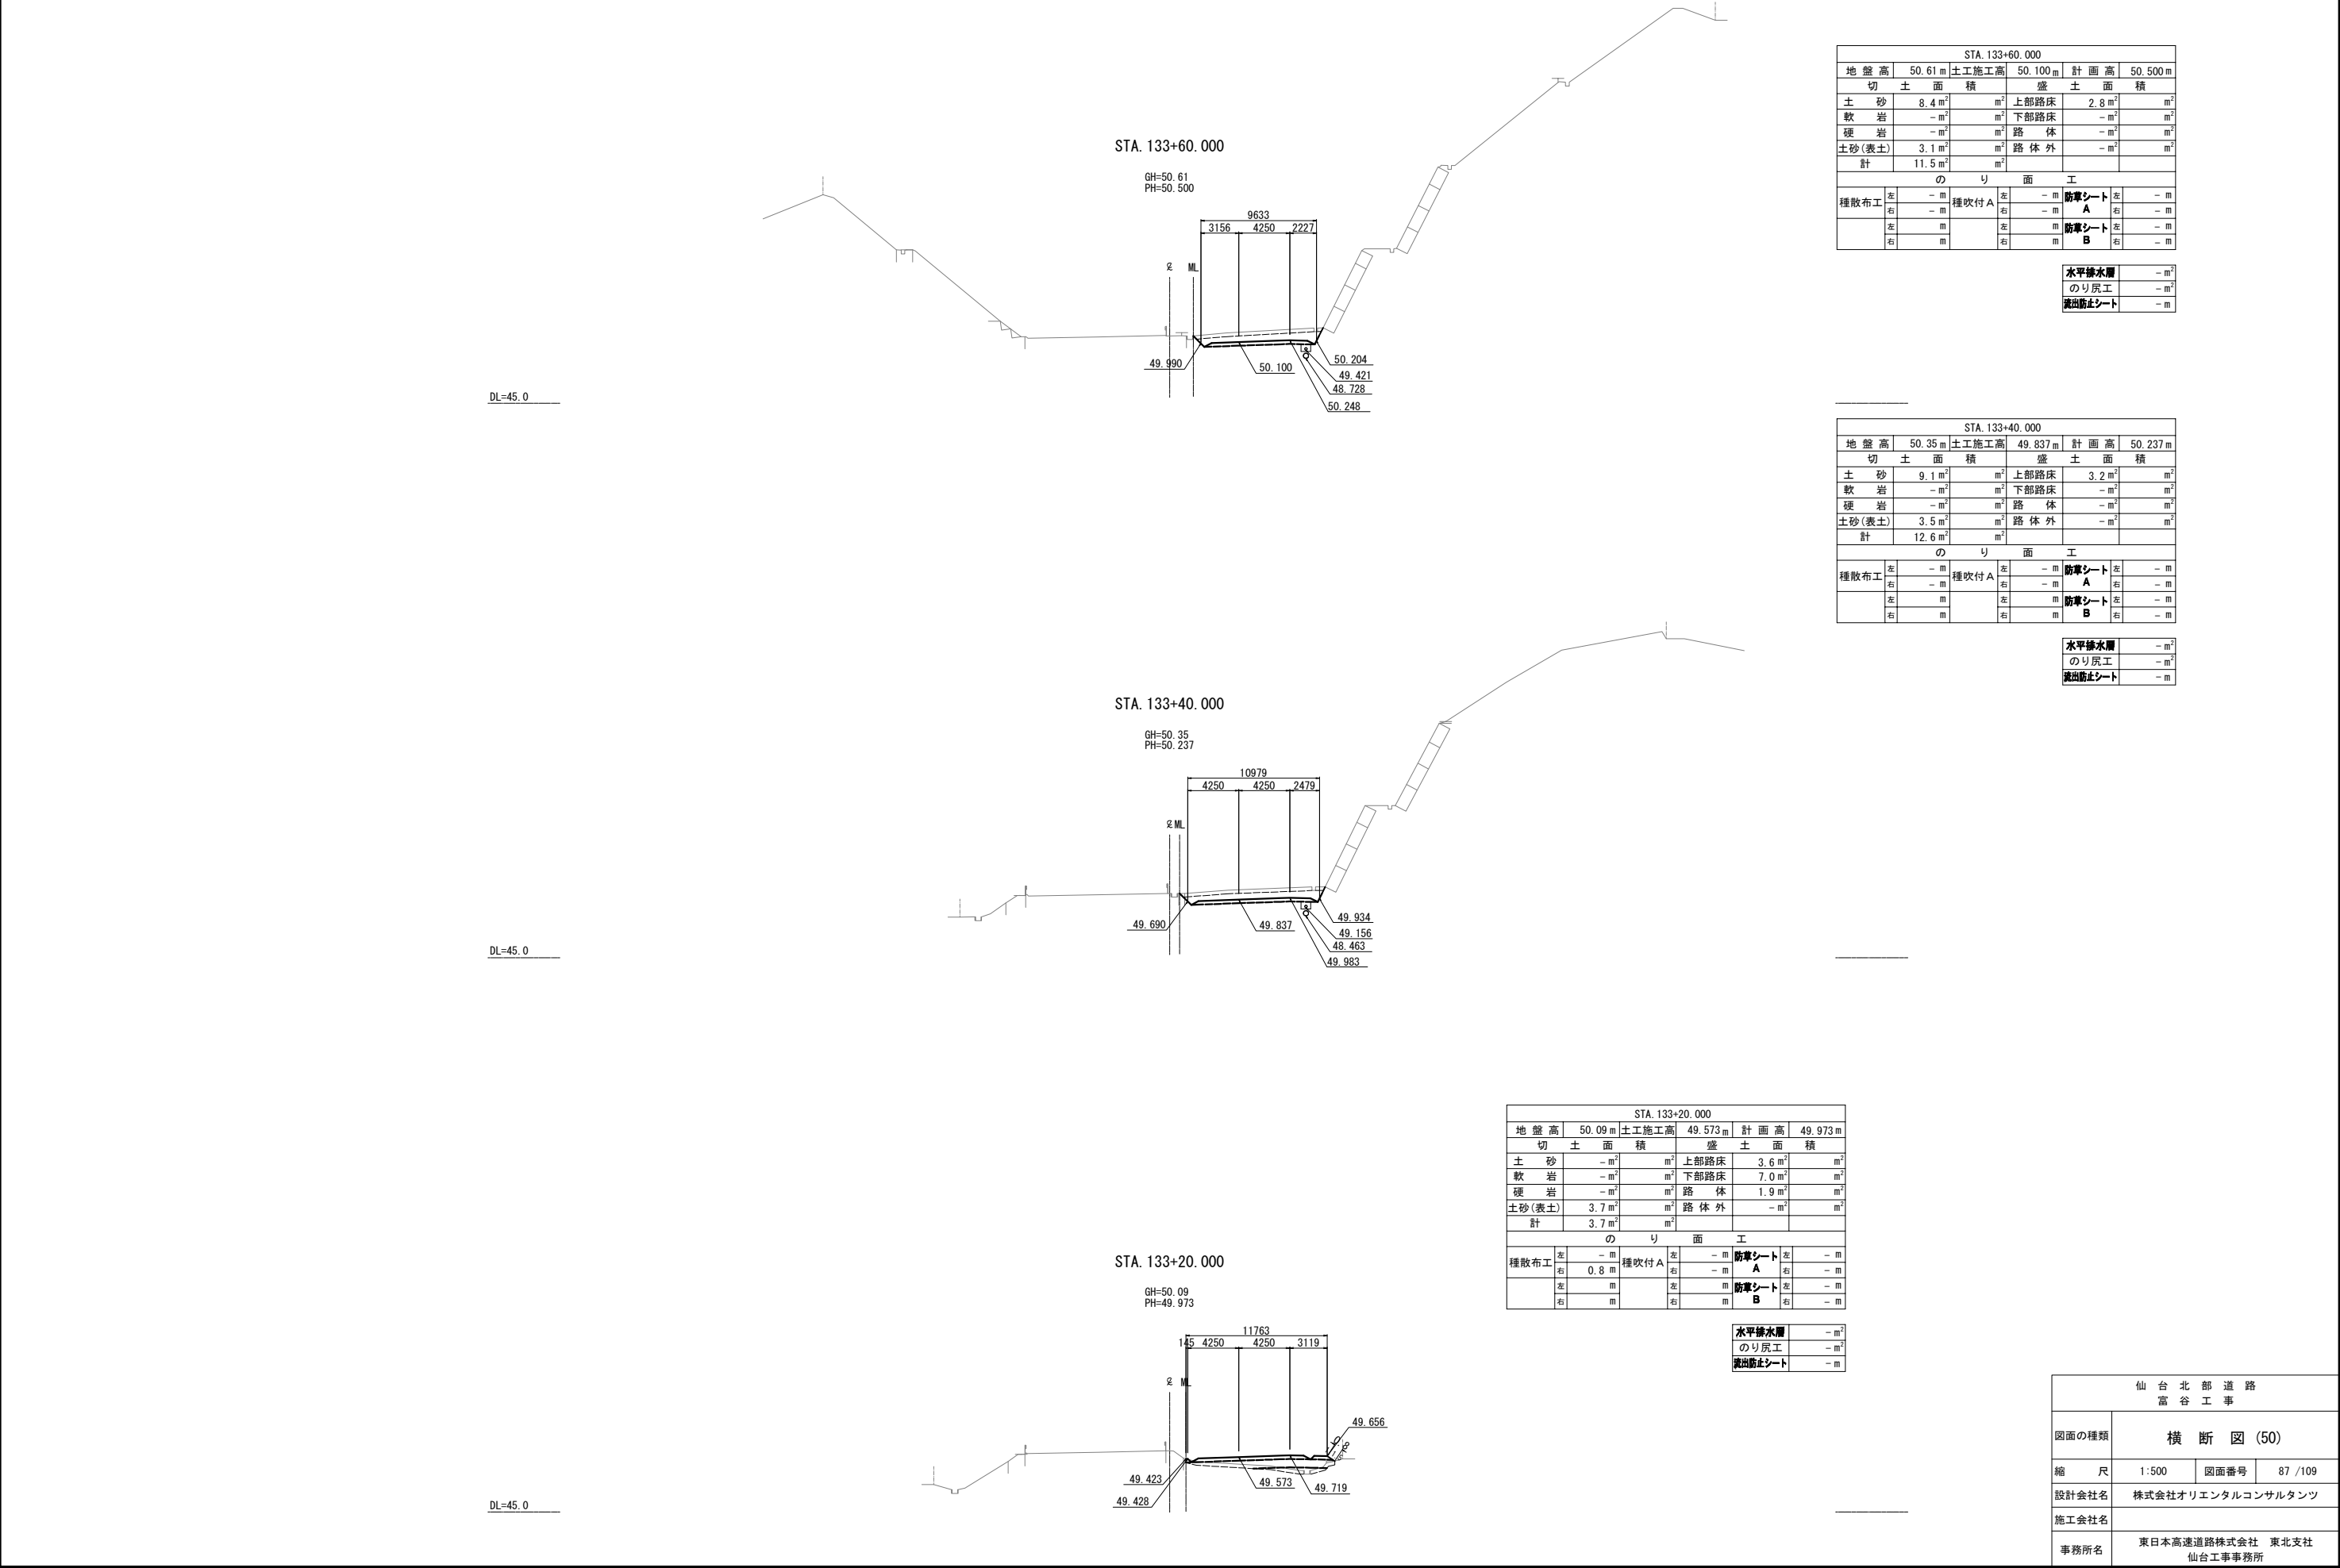 STA.133+60.000
GH=50.61
PH=50.500
9633
3156 4250 2227
℄ ML
49.990
50.100
50.204
49.421
48.728
50.248
DL=45.0
STA.133+60.000
地盤高 50.61m 土工施工高 50.100m 計画高 50.500m
切土面積 盛土面積
土砂 8.4m² m² 上部路床 2.8m² m²
軟岩 -m² m² 下部路床 -m² m²
硬岩 -m² m² 路体 -m² m²
土砂(表土) 3.1m² m² 路体外 -m² m²
計 11.5m² m²
のり面工
種散布工 左 - m 種吹付A 左 - m 防草シートA 左 - m
右 - m 右 - m 右 - m
左 m 左 m 防草シートB 左 - m
右 m 右 m 右 - m
水平排水層 -m²
のり尻工 -m²
流出防止シート -m
STA.133+40.000
GH=50.35
PH=50.237
10979
4250 4250 2479
℄ ML
49.690
49.837
49.934
49.156
48.463
49.983
DL=45.0
STA.133+40.000
地盤高 50.35m 土工施工高 49.837m 計画高 50.237m
切土面積 盛土面積
土砂 9.1m² m² 上部路床 3.2m² m²
軟岩 -m² m² 下部路床 -m² m²
硬岩 -m² m² 路体 -m² m²
土砂(表土) 3.5m² m² 路体外 -m² m²
計 12.6m² m²
のり面工
種散布工 左 - m 種吹付A 左 - m 防草シートA 左 - m
右 - m 右 - m 右 - m
左 m 左 m 防草シートB 左 - m
右 m 右 m 右 - m
水平排水層 -m²
のり尻工 -m²
流出防止シート -m
STA.133+20.000
GH=50.09
PH=49.973
11763
145 4250 4250 3119
℄ ML
49.656
49.423
49.428
49.573
49.719
DL=45.0
STA.133+20.000
地盤高 50.09m 土工施工高 49.573m 計画高 49.973m
切土面積 盛土面積
土砂 -m² m² 上部路床 3.6m² m²
軟岩 -m² m² 下部路床 7.0m² m²
硬岩 -m² m² 路体 1.9m² m²
土砂(表土) 3.7m² m² 路体外 -m² m²
計 3.7m² m²
のり面工
種散布工 左 - m 種吹付A 左 - m 防草シートA 左 - m
右 0.8 m 右 - m 右 - m
左 m 左 m 防草シートB 左 - m
右 m 右 m 右 - m
水平排水層 -m²
のり尻工 -m²
流出防止シート -m
仙台北部道路
富谷工事
図面の種類 横断図(50)
縮尺 1:500 図面番号 87 /109
設計会社名 株式会社オリエンタルコンサルタンツ
施工会社名
事務所名 東日本高速道路株式会社 東北支社
仙台工事事務所